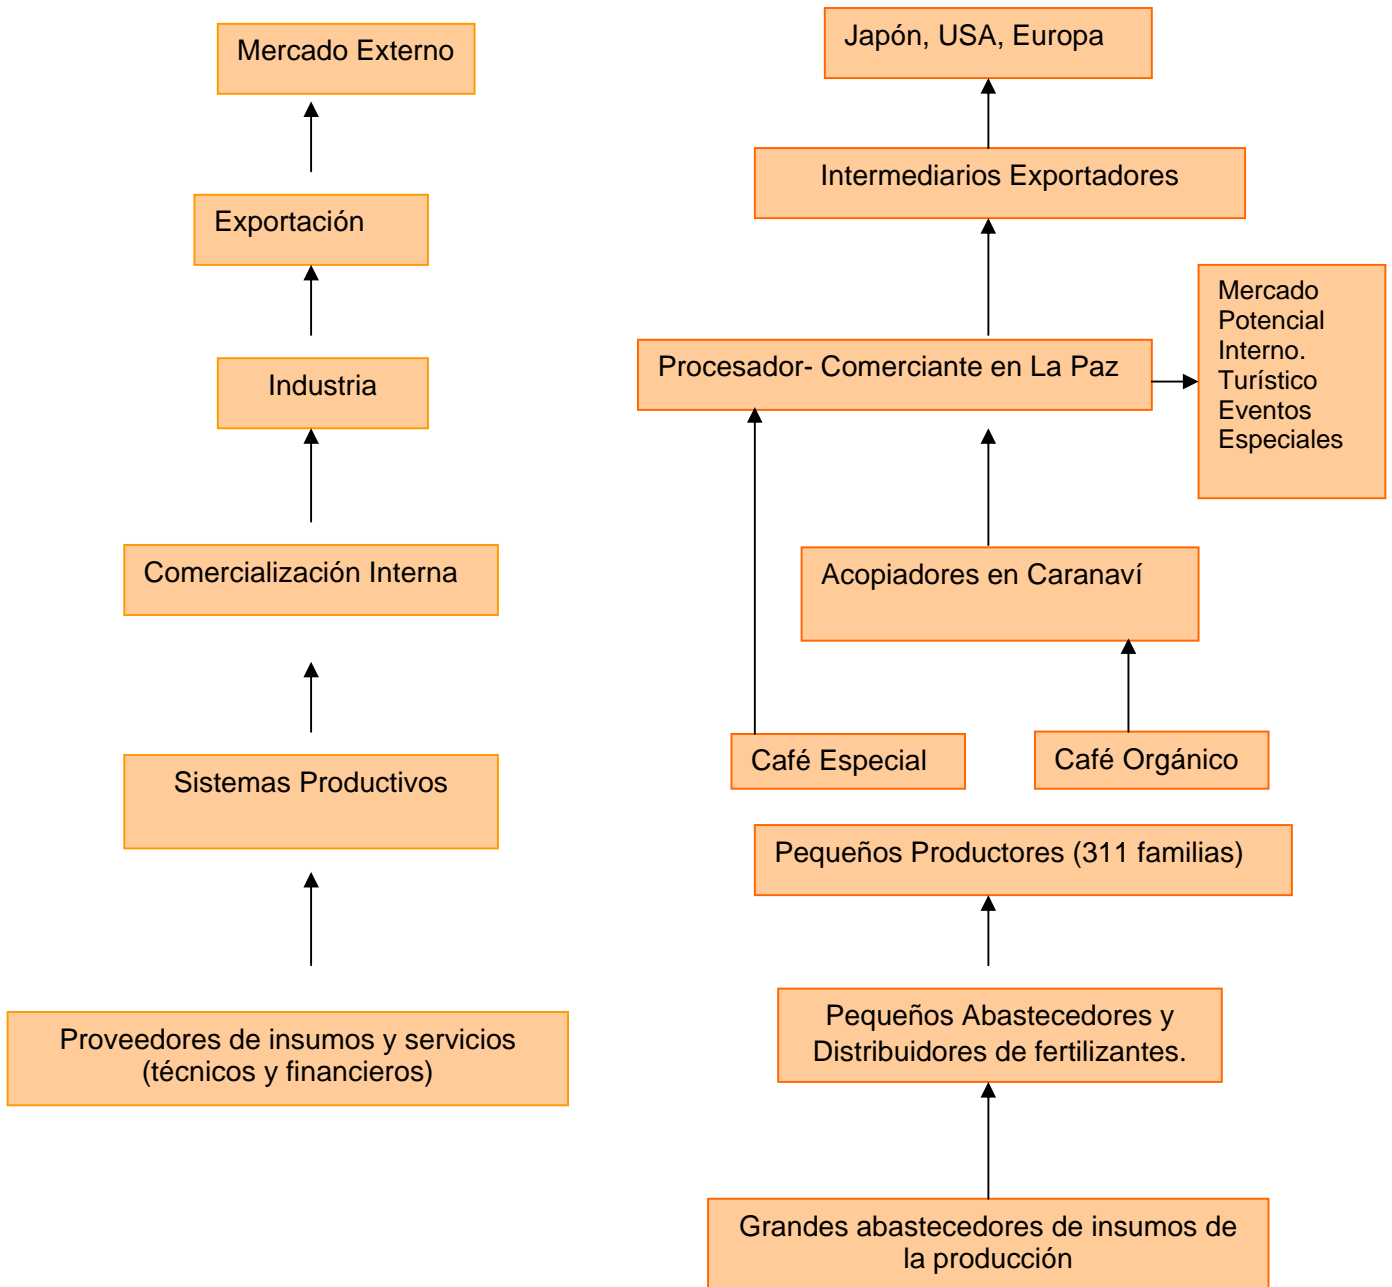 Mercado Externo
Exportación
Industria
Comercialización Interna
Sistemas Productivos
Proveedores de insumos y servicios
(técnicos y financieros)
Japón, USA, Europa
Intermediarios Exportadores
Procesador- Comerciante en La Paz
Mercado
Potencial
Interno.
Turístico
Eventos
Especiales
Acopiadores en Caranaví
Café Especial
Café Orgánico
Pequeños Productores (311 familias)
Pequeños Abastecedores y
Distribuidores de fertilizantes.
Grandes abastecedores de insumos de
la producción